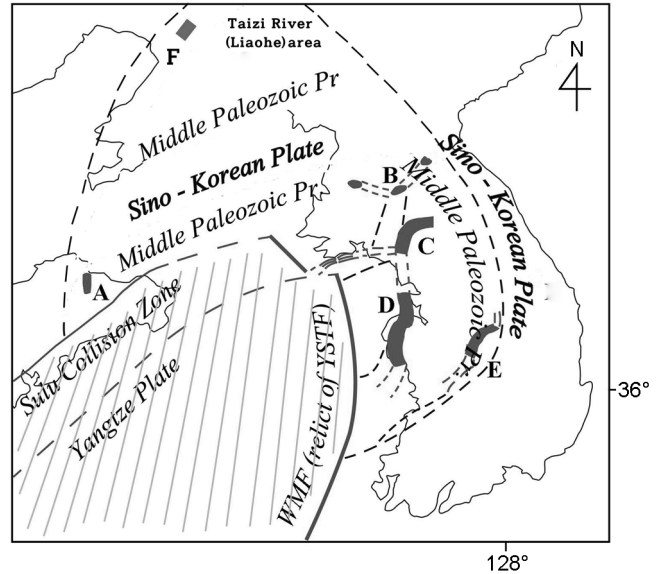 Taizi River
(Liaohe)area
F
N
Middle Paleozoic Pr
Sino - Korean Plate
Middle Paleozoic Pr
B
Middle Paleozoic Pr
Sino - Korean Plate
C
A
D
E
Sulu Collision Zone
Yangtze Plate
WMF (relict of YSTF)
36°
128°